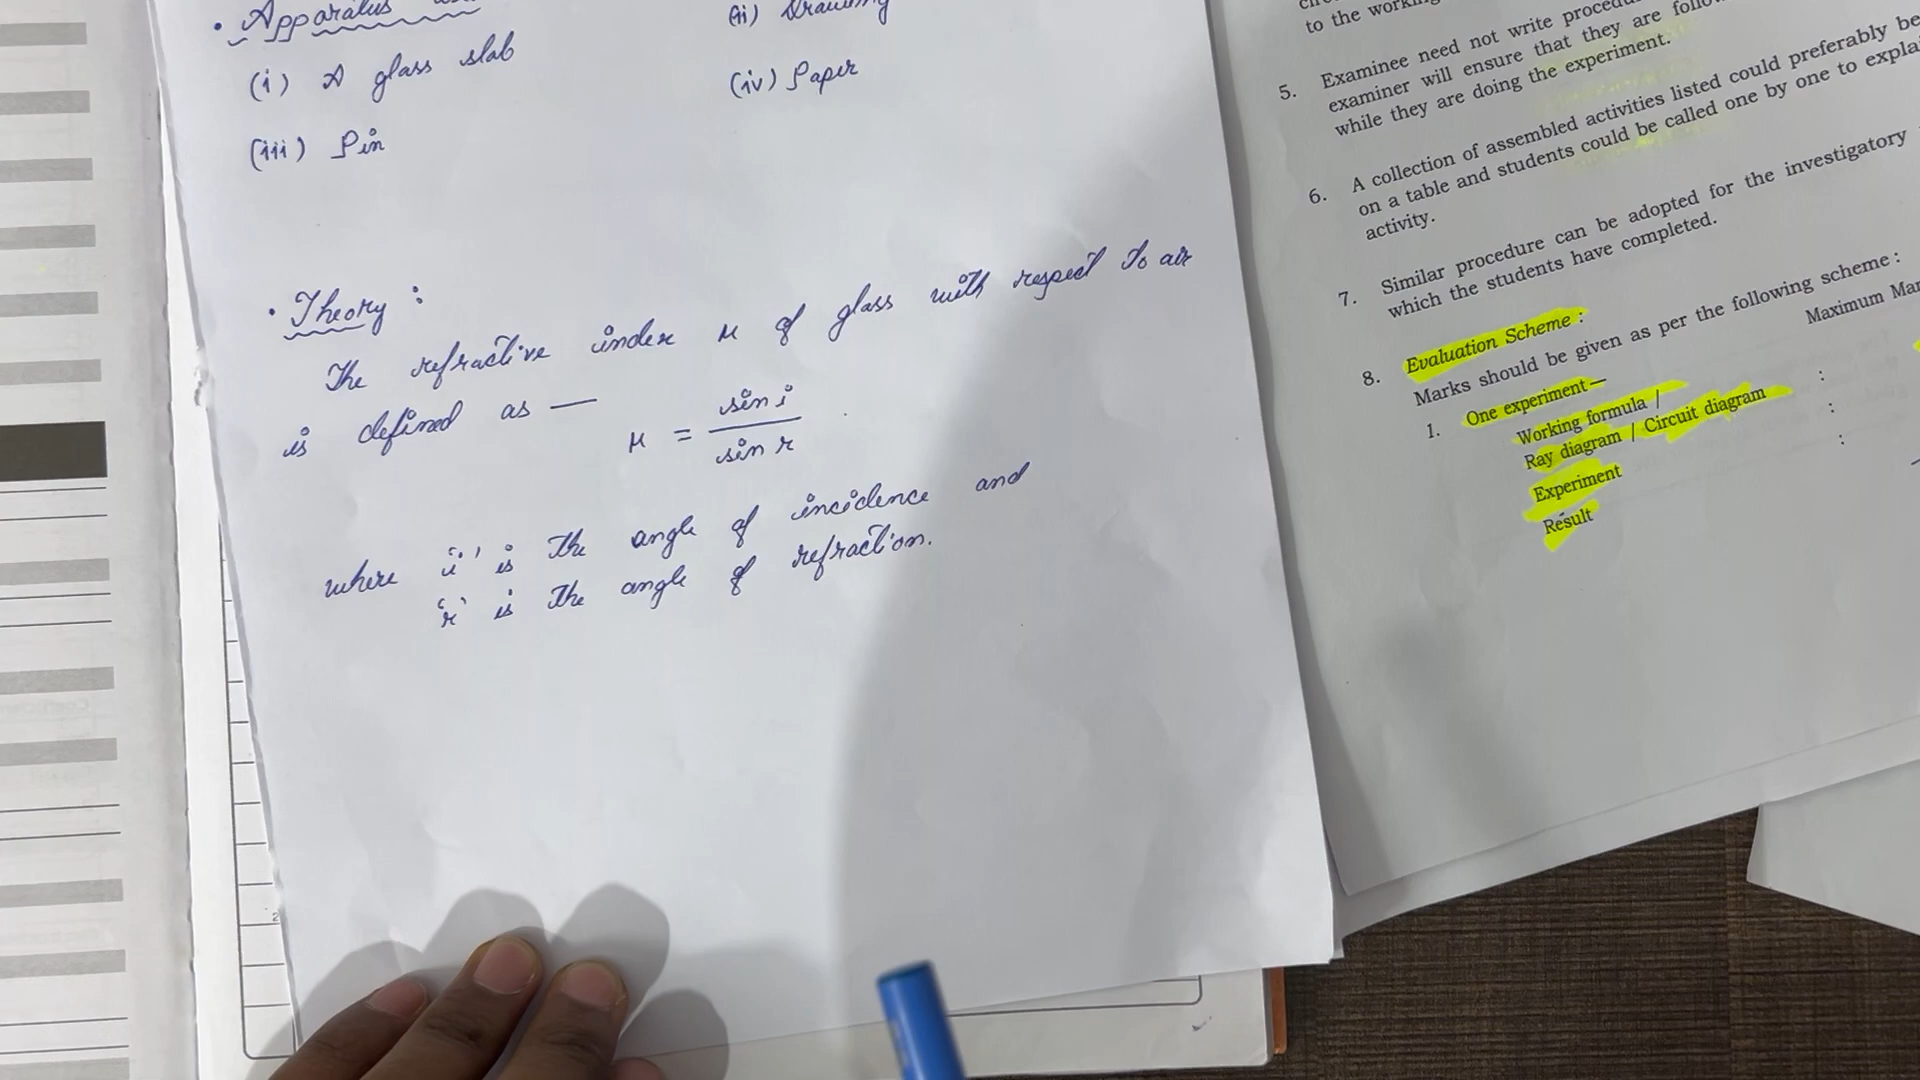 • Apparatus
(i) A glass slab
(ii) Drawing
(iii) Pin
(iv) Paper
• Theory :
The refractive index μ of glass with respect to air
is defined as —
μ = sin i / sin r
where 'i' is the angle of incidence and
'r' is the angle of refraction.
to the working
5. Examinee need not write procedu
examiner will ensure that they are follow
while they are doing the experiment.
6. A collection of assembled activities listed could preferably be
on a table and students could be called one by one to explai
activity.
7. Similar procedure can be adopted for the investigatory
which the students have completed.
8. Evaluation Scheme :
Marks should be given as per the following scheme :
Maximum Mar
1. One experiment—
Working formula / :
Ray diagram / Circuit diagram :
Experiment :
Result